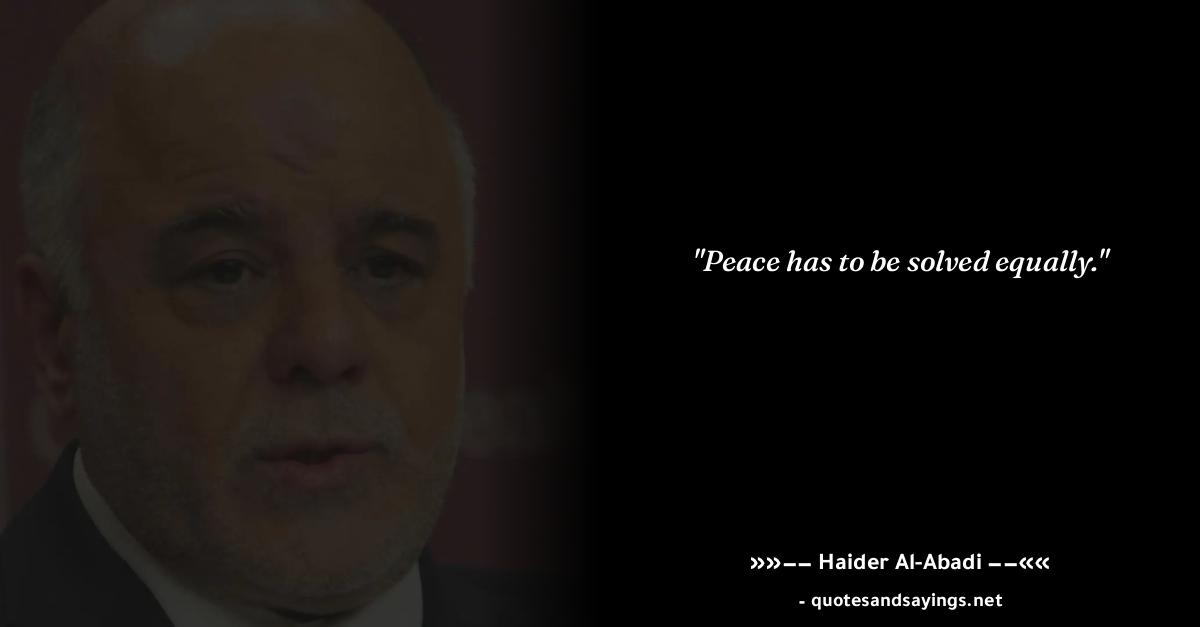 "Peace has to be solved equally."
»»−− Haider Al-Abadi −−««
- quotesandsayings.net